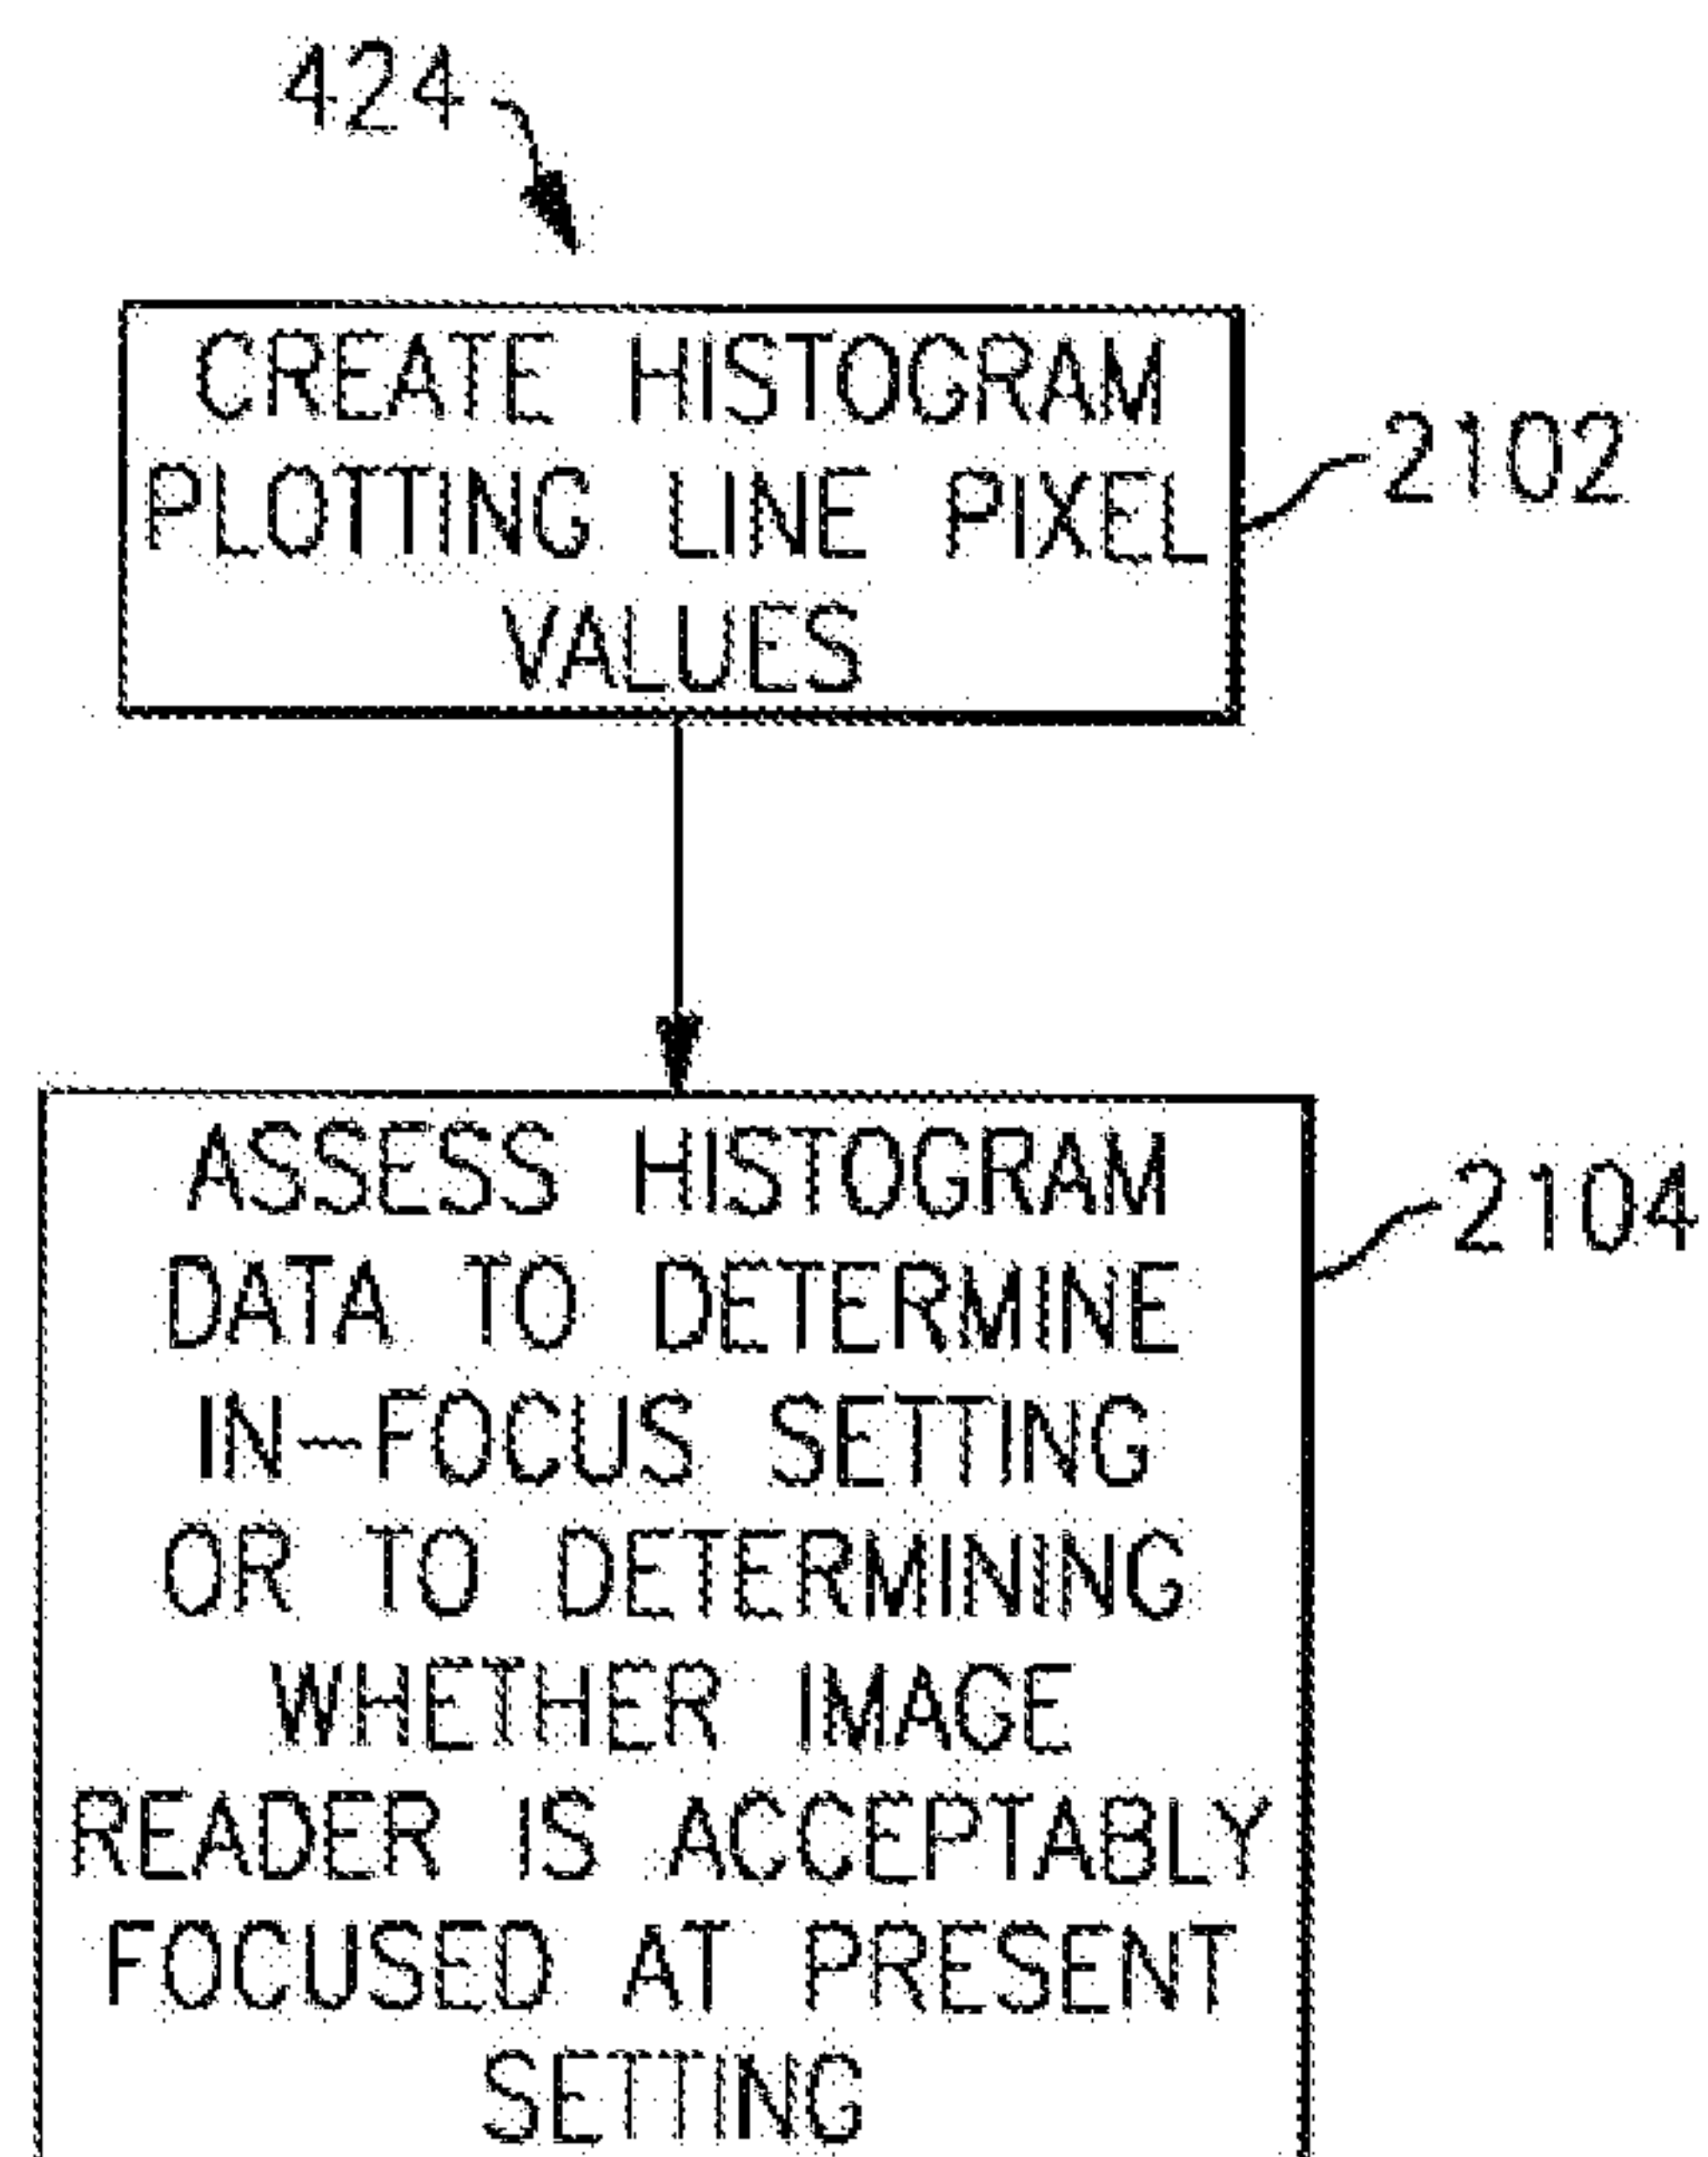 424
CREATE HISTOGRAM
PLOTTING LINE PIXEL
VALUES
2102
ASSESS HISTOGRAM
DATA TO DETERMINE
IN-FOCUS SETTING
OR TO DETERMINING
WHETHER IMAGE
READER IS ACCEPTABLY
FOCUSED AT PRESENT
SETTING
2104